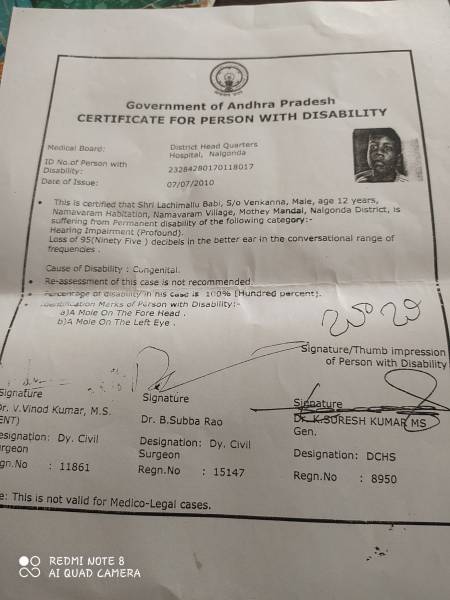 Government of Andhra Pradesh
CERTIFICATE FOR PERSON WITH DISABILITY
Medical Board: District Head Quarters Hospital, Nalgonda
ID No.of Person with Disability: 23284280170118017
Date of Issue: 07/07/2010
• This is certified that Shri Lachimallu Babi, S/o Venkanna, Male, age 12 years,
Namavaram Habitation, Namavaram Village, Mothey Mandal, Nalgonda District, is
suffering from Permanent disability of the following category:-
Hearing Impairment (Profound).
Loss of 95(Ninety Five ) decibels in the better ear in the conversational range of
frequencies .
Cause of Disability : Congenital.
• Re-assessment of this case is not recommended.
• Percentage of disability in his case is 100% [Hundred percent].
• Identification Marks of Person with Disability:-
a)A Mole On The Fore Head .
b)A Mole On The Left Eye .
Signature/Thumb impression
of Person with Disability
Signature
Dr. V.Vinod Kumar, M.S.
ENT)
Designation: Dy. Civil
Surgeon
Regn.No : 11861
Signature
Dr. B.Subba Rao
Designation: Dy. Civil
Surgeon
Regn.No : 15147
Signature
Dr. K.SURESH KUMAR MS
Gen.
Designation: DCHS
Regn.No : 8950
e: This is not valid for Medico-Legal cases.
REDMI NOTE 8
AI QUAD CAMERA